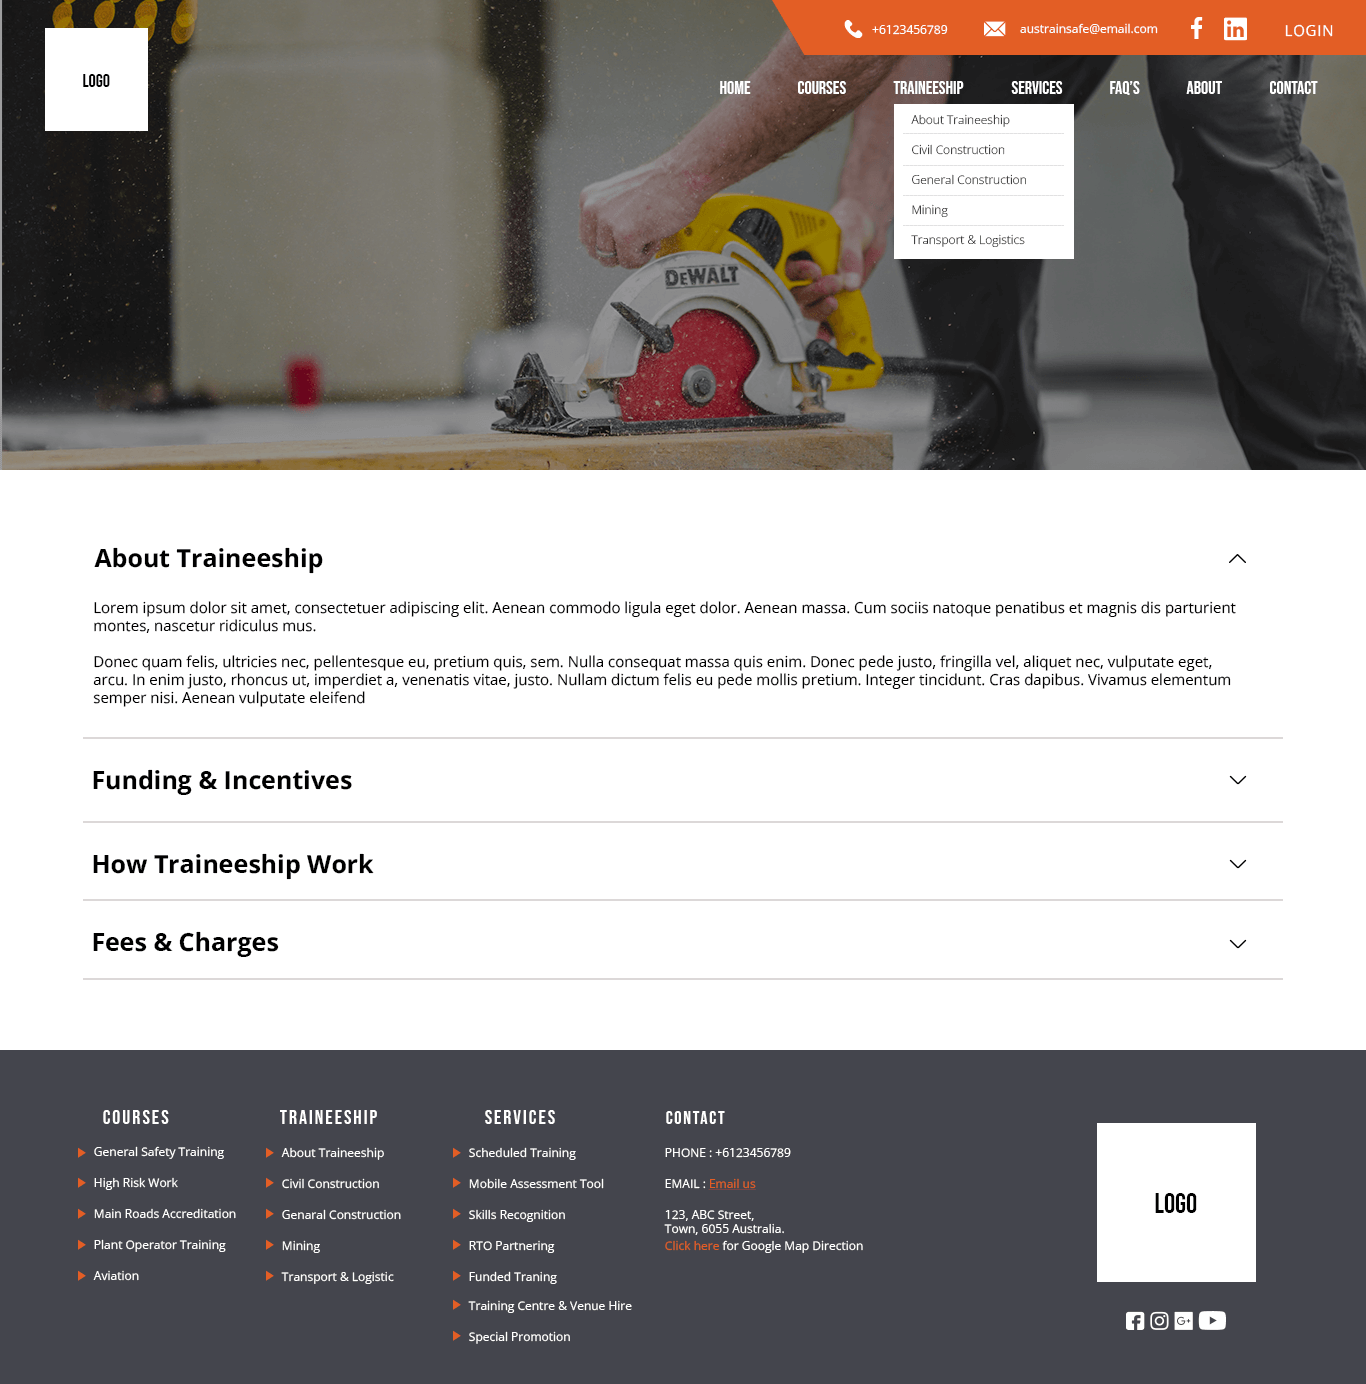 +6123456789
austrainsafe@email.com
LOGIN
LOGO
HOME
COURSES
TRAINEESHIP
SERVICES
FAQ'S
ABOUT
CONTACT
About Traineeship
Civil Construction
General Construction
Mining
Transport & Logistics
DEWALT
About Traineeship
Lorem ipsum dolor sit amet, consectetuer adipiscing elit. Aenean commodo ligula eget dolor. Aenean massa. Cum sociis natoque penatibus et magnis dis parturient
montes, nascetur ridiculus mus.
Donec quam felis, ultricies nec, pellentesque eu, pretium quis, sem. Nulla consequat massa quis enim. Donec pede justo, fringilla vel, aliquet nec, vulputate eget,
arcu. In enim justo, rhoncus ut, imperdiet a, venenatis vitae, justo. Nullam dictum felis eu pede mollis pretium. Integer tincidunt. Cras dapibus. Vivamus elementum
semper nisi. Aenean vulputate eleifend
Funding & Incentives
How Traineeship Work
Fees & Charges
COURSES
General Safety Training
High Risk Work
Main Roads Accreditation
Plant Operator Training
Aviation
TRAINEESHIP
About Traineeship
Civil Construction
Genaral Construction
Mining
Transport & Logistic
SERVICES
Scheduled Training
Mobile Assessment Tool
Skills Recognition
RTO Partnering
Funded Traning
Training Centre & Venue Hire
Special Promotion
CONTACT
PHONE : +6123456789
EMAIL : Email us
123, ABC Street,
Town, 6055 Australia.
Click here for Google Map Direction
LOGO